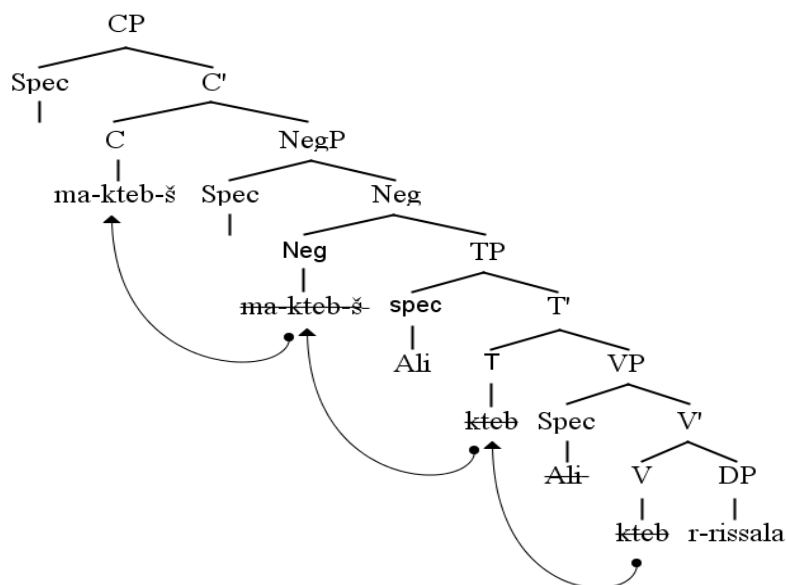 CP
Spec C'
C NegP
ma-kteb-š Spec Neg
Neg TP
ma-kteb-š spec T'
Ali T VP
kteb Spec V'
Ali V DP
kteb r-rissala